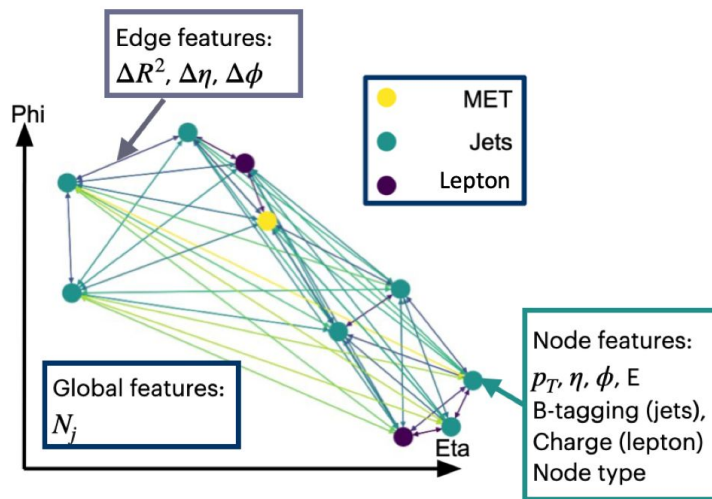 Edge features:
ΔR², Δη, Δϕ
Phi
MET
Jets
Lepton
Node features:
p_T, η, ϕ, E
B-tagging (jets),
Charge (lepton)
Node type
Global features:
N_j
Eta